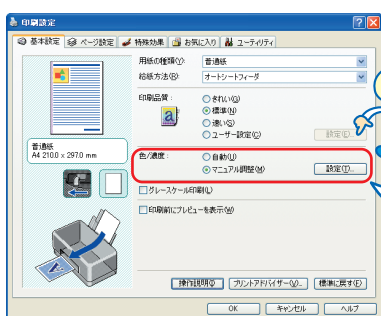 印刷設定
基本設定 ページ設定 特殊効果 お気に入り ユーティリティ
用紙の種類(Y): 普通紙
給紙方法(S): オートシートフィーダ
印刷品質: きれい(G)
標準(N)
速い(S)
ユーザー設定(C) 設定(E)...
普通紙
A4 210.0 x 297.0 mm
色/濃度: 自動(U)
マニュアル調整(M) 設定(T)...
グレースケール印刷(L)
印刷前にプレビューを表示(W)
操作説明(I) プリントアドバイザー(V)... 標準に戻す(F)
OK キャンセル ヘルプ